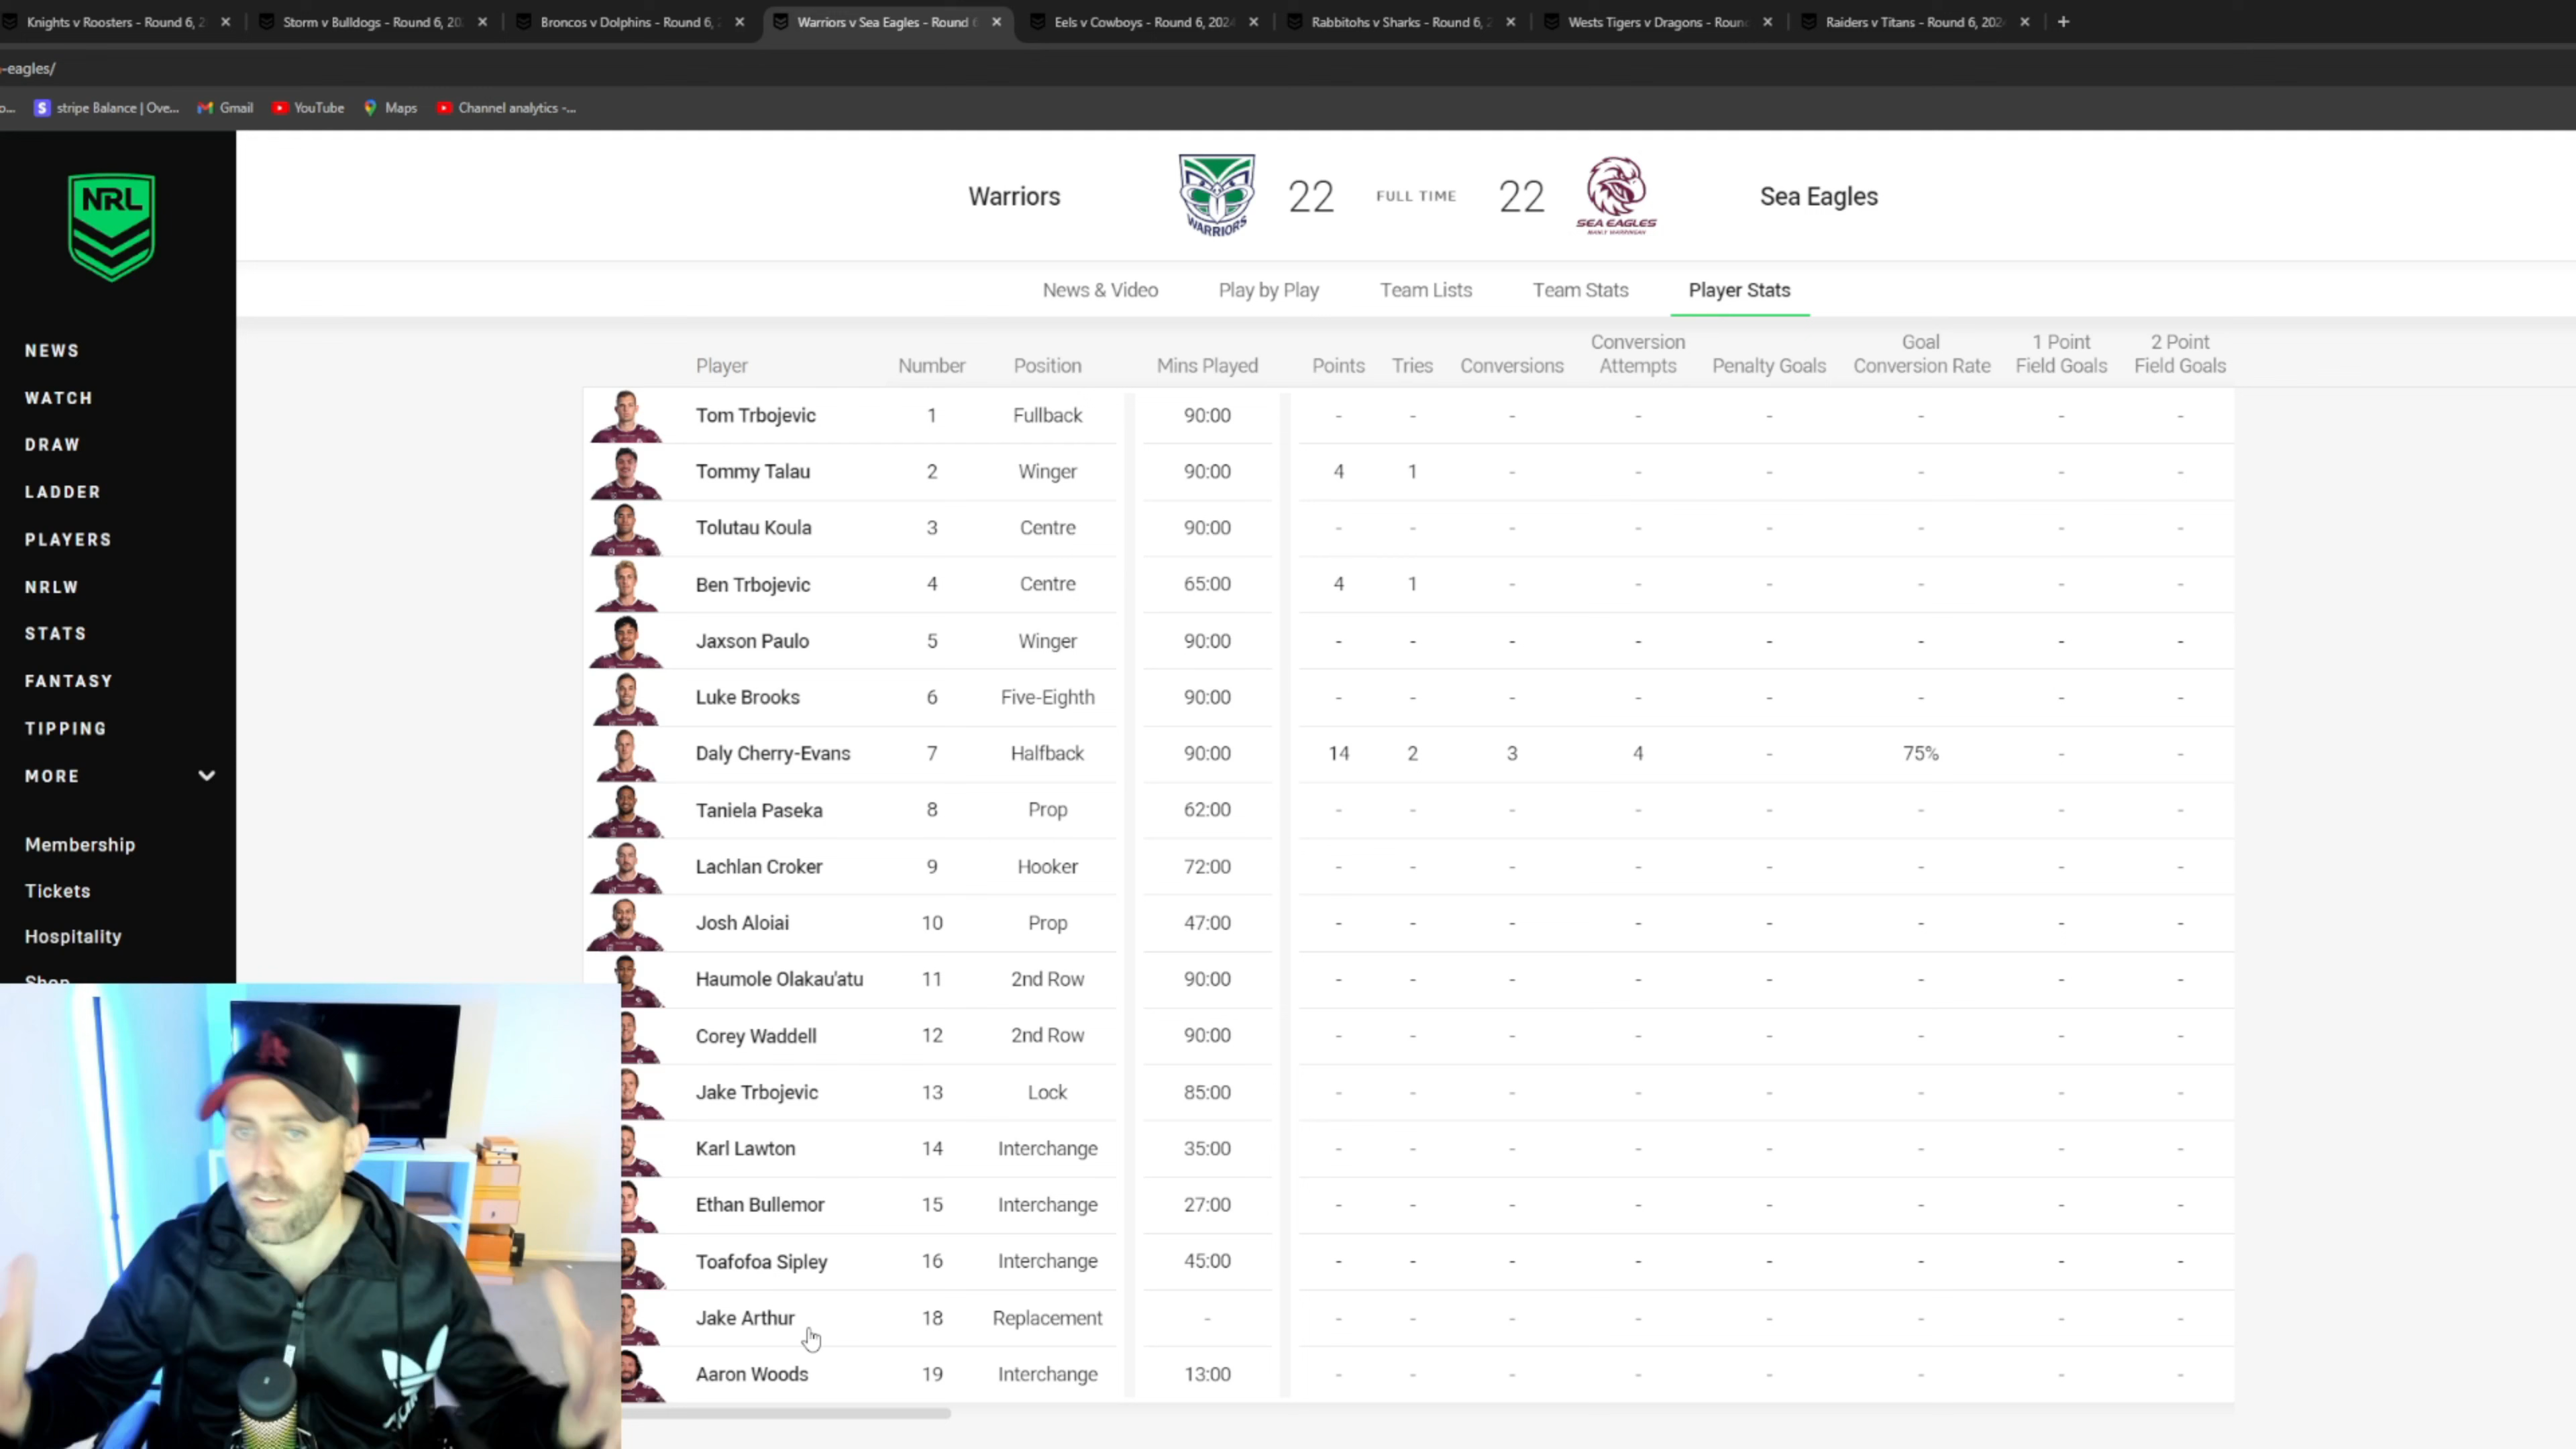 Knights v Roosters - Round 6, 2
Storm v Bulldogs - Round 6, 20
Broncos v Dolphins - Round 6, 2
Warriors v Sea Eagles - Round 6
Eels v Cowboys - Round 6, 2024
Rabbitohs v Sharks - Round 6, 2
Wests Tigers v Dragons - Roun
Raiders v Titans - Round 6, 202
-eagles/
o... S stripe Balance | Ove... Gmail YouTube Maps Channel analytics -...
NRL
Warriors WARRIORS 22 FULL TIME 22 SEA EAGLES Sea Eagles
MANLY WARRINGAH
News & Video Play by Play Team Lists Team Stats Player Stats
NEWS
WATCH
DRAW
LADDER
PLAYERS
NRLW
STATS
FANTASY
TIPPING
MORE
Membership
Tickets
Hospitality
Shop
Player Number Position Mins Played Points Tries Conversions Conversion Attempts Penalty Goals Goal Conversion Rate 1 Point Field Goals 2 Point Field Goals
Tom Trbojevic 1 Fullback 90:00 - - - - - - - -
Tommy Talau 2 Winger 90:00 4 1 - - - - - -
Tolutau Koula 3 Centre 90:00 - - - - - - - -
Ben Trbojevic 4 Centre 65:00 4 1 - - - - - -
Jaxson Paulo 5 Winger 90:00 - - - - - - - -
Luke Brooks 6 Five-Eighth 90:00 - - - - - - - -
Daly Cherry-Evans 7 Halfback 90:00 14 2 3 4 - 75% - -
Taniela Paseka 8 Prop 62:00 - - - - - - - -
Lachlan Croker 9 Hooker 72:00 - - - - - - - -
Josh Aloiai 10 Prop 47:00 - - - - - - - -
Haumole Olakau'atu 11 2nd Row 90:00 - - - - - - - -
Corey Waddell 12 2nd Row 90:00 - - - - - - - -
Jake Trbojevic 13 Lock 85:00 - - - - - - - -
Karl Lawton 14 Interchange 35:00 - - - - - - - -
Ethan Bullemor 15 Interchange 27:00 - - - - - - - -
Toafofoa Sipley 16 Interchange 45:00 - - - - - - - -
Jake Arthur 18 Replacement - - - - - - - - -
Aaron Woods 19 Interchange 13:00 - - - - - - - -